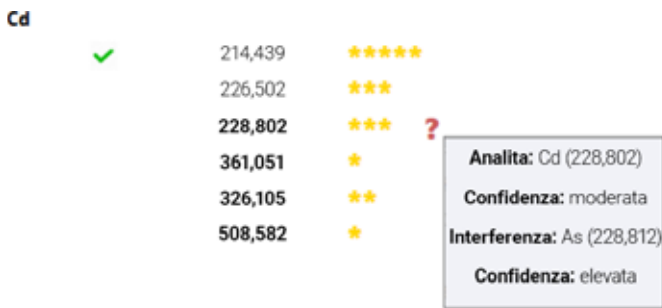 Cd
214,439 *****
226,502 ***
228,802 *** ?
361,051 *
326,105 **
508,582 *
Analita: Cd (228,802)
Confidenza: moderata
Interferenza: As (228,812)
Confidenza: elevata